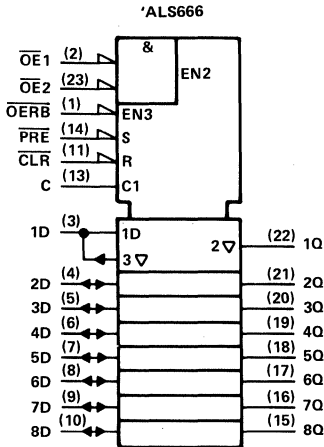 'ALS666
&
OE1 (2)
EN2
OE2 (23)
OERB (1) EN3
PRE (14) S
CLR (11) R
C (13) C1
1D (3) 1D
2▽ (22) 1Q
3▽
2D (4) (21) 2Q
3D (5) (20) 3Q
4D (6) (19) 4Q
5D (7) (18) 5Q
6D (8) (17) 6Q
7D (9) (16) 7Q
8D (10) (15) 8Q